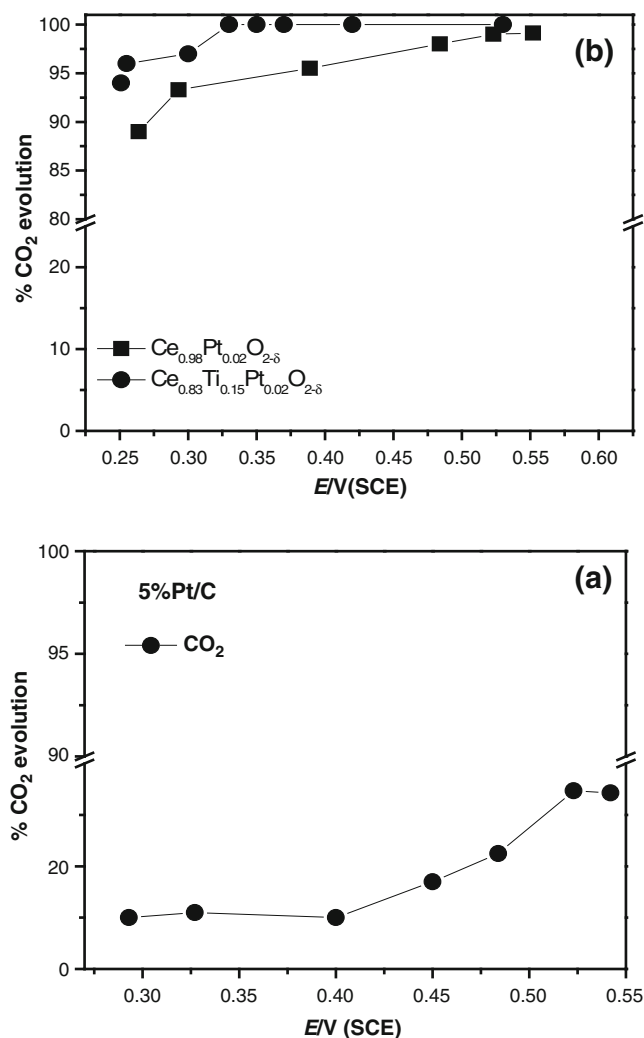 (b)
% CO₂ evolution
100
95
90
85
80
20
10
0
Ce₀.₉₈Pt₀.₀₂O₂₋δ
Ce₀.₈₃Ti₀.₁₅Pt₀.₀₂O₂₋δ
0.25 0.30 0.35 0.40 0.45 0.50 0.55 0.60
E/V(SCE)
(a)
% CO₂ evolution
100
95
90
20
0
5%Pt/C
CO₂
0.30 0.35 0.40 0.45 0.50 0.55
E/V (SCE)